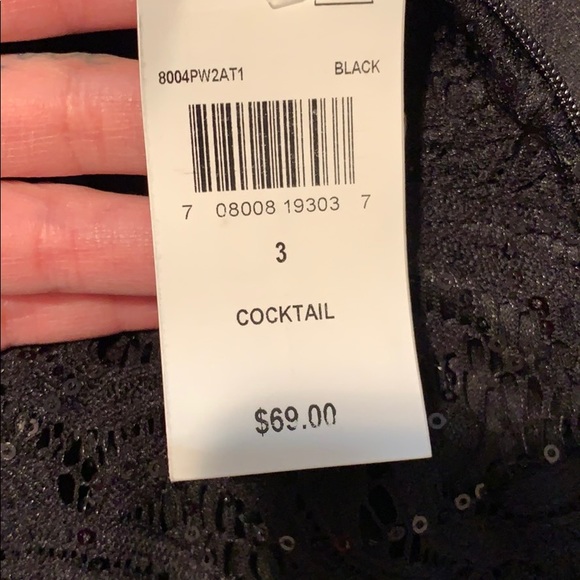 8004PW2AT1 BLACK
7 08008 19303 7
3
COCKTAIL
$69.00